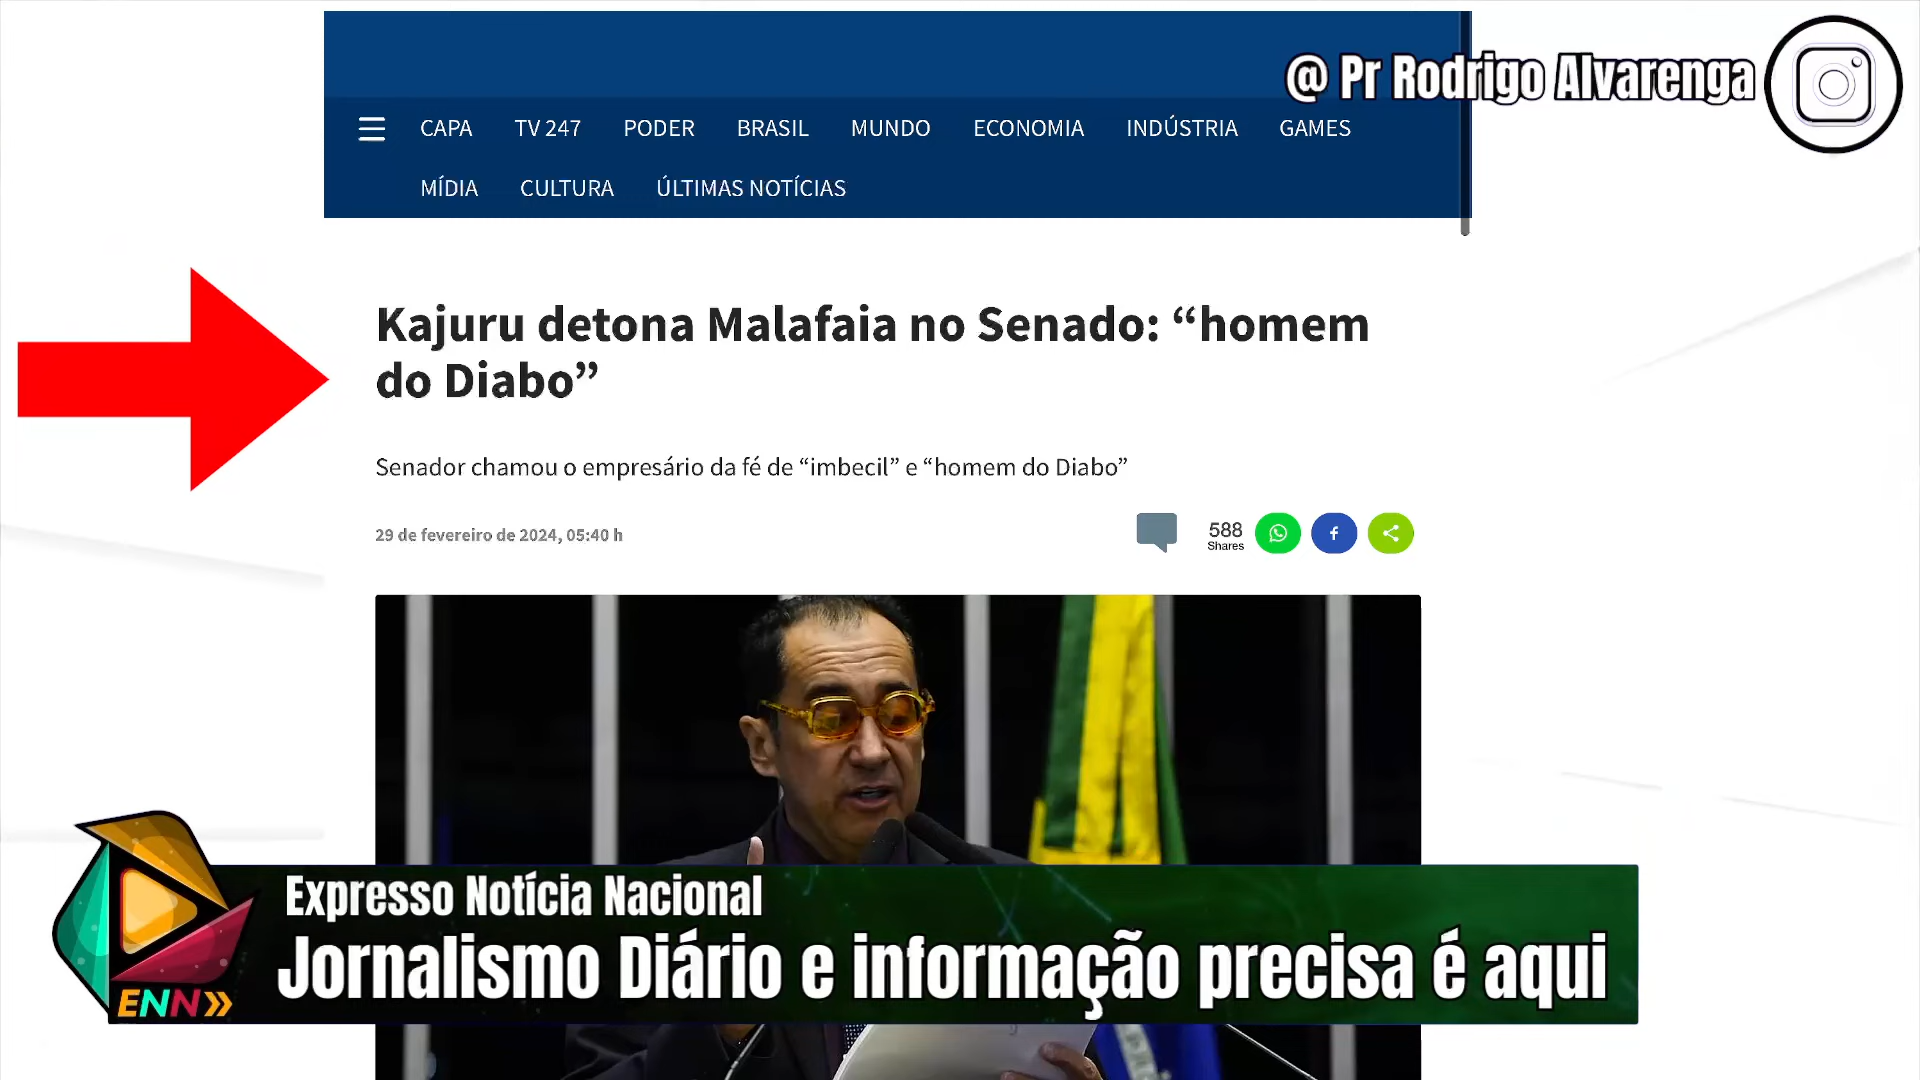 @ Pr Rodrigo Alvarenga
CAPA TV 247 PODER BRASIL MUNDO ECONOMIA INDÚSTRIA GAMES
MÍDIA CULTURA ÚLTIMAS NOTÍCIAS
Kajuru detona Malafaia no Senado: “homem
do Diabo”
Senador chamou o empresário da fé de “imbecil” e “homem do Diabo”
29 de fevereiro de 2024, 05:40 h
588
Shares
Expresso Notícia Nacional
Jornalismo Diário e informação precisa é aqui
ENN